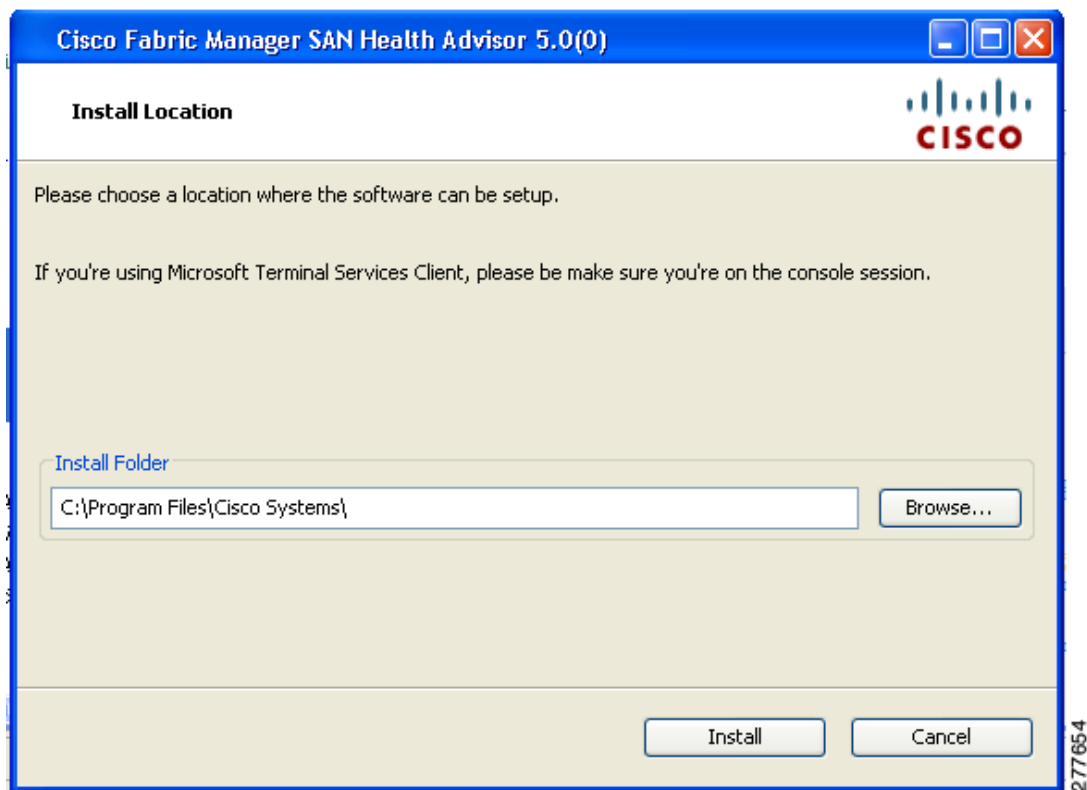 Cisco Fabric Manager SAN Health Advisor 5.0(0)
Install Location
CISCO
Please choose a location where the software can be setup.
If you're using Microsoft Terminal Services Client, please be make sure you're on the console session.
Install Folder
C:\Program Files\Cisco Systems\
Browse...
Install
Cancel
277654